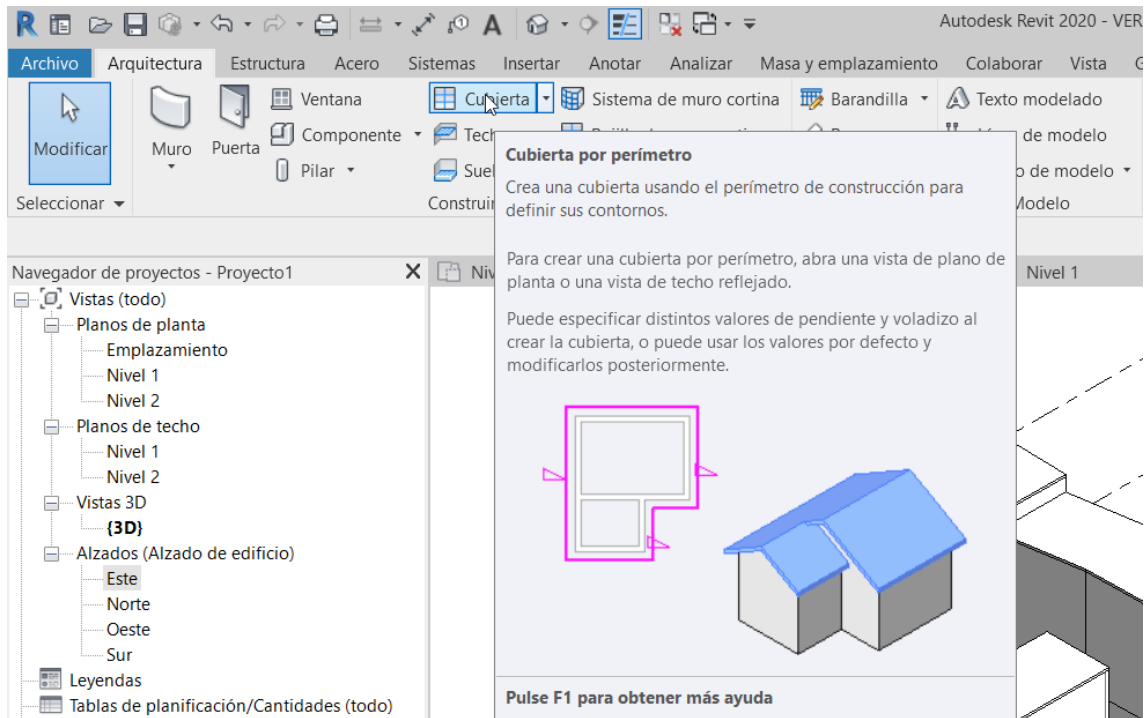 Autodesk Revit 2020 - VER
Archivo Arquitectura Estructura Acero Sistemas Insertar Anotar Analizar Masa y emplazamiento Colaborar Vista
Modificar
Muro
Puerta
Ventana
Componente
Pilar
Cubierta
Sistema de muro cortina
Barandilla
Texto modelado
de modelo
o de modelo
Seleccionar
Construir
Modelo
Cubierta por perímetro
Crea una cubierta usando el perímetro de construcción para
definir sus contornos.
Para crear una cubierta por perímetro, abra una vista de plano de
planta o una vista de techo reflejado.
Puede especificar distintos valores de pendiente y voladizo al
crear la cubierta, o puede usar los valores por defecto y
modificarlos posteriormente.
Pulse F1 para obtener más ayuda
Navegador de proyectos - Proyecto1
Niv
Nivel 1
Vistas (todo)
Planos de planta
Emplazamiento
Nivel 1
Nivel 2
Planos de techo
Nivel 1
Nivel 2
Vistas 3D
{3D}
Alzados (Alzado de edificio)
Este
Norte
Oeste
Sur
Leyendas
Tablas de planificación/Cantidades (todo)